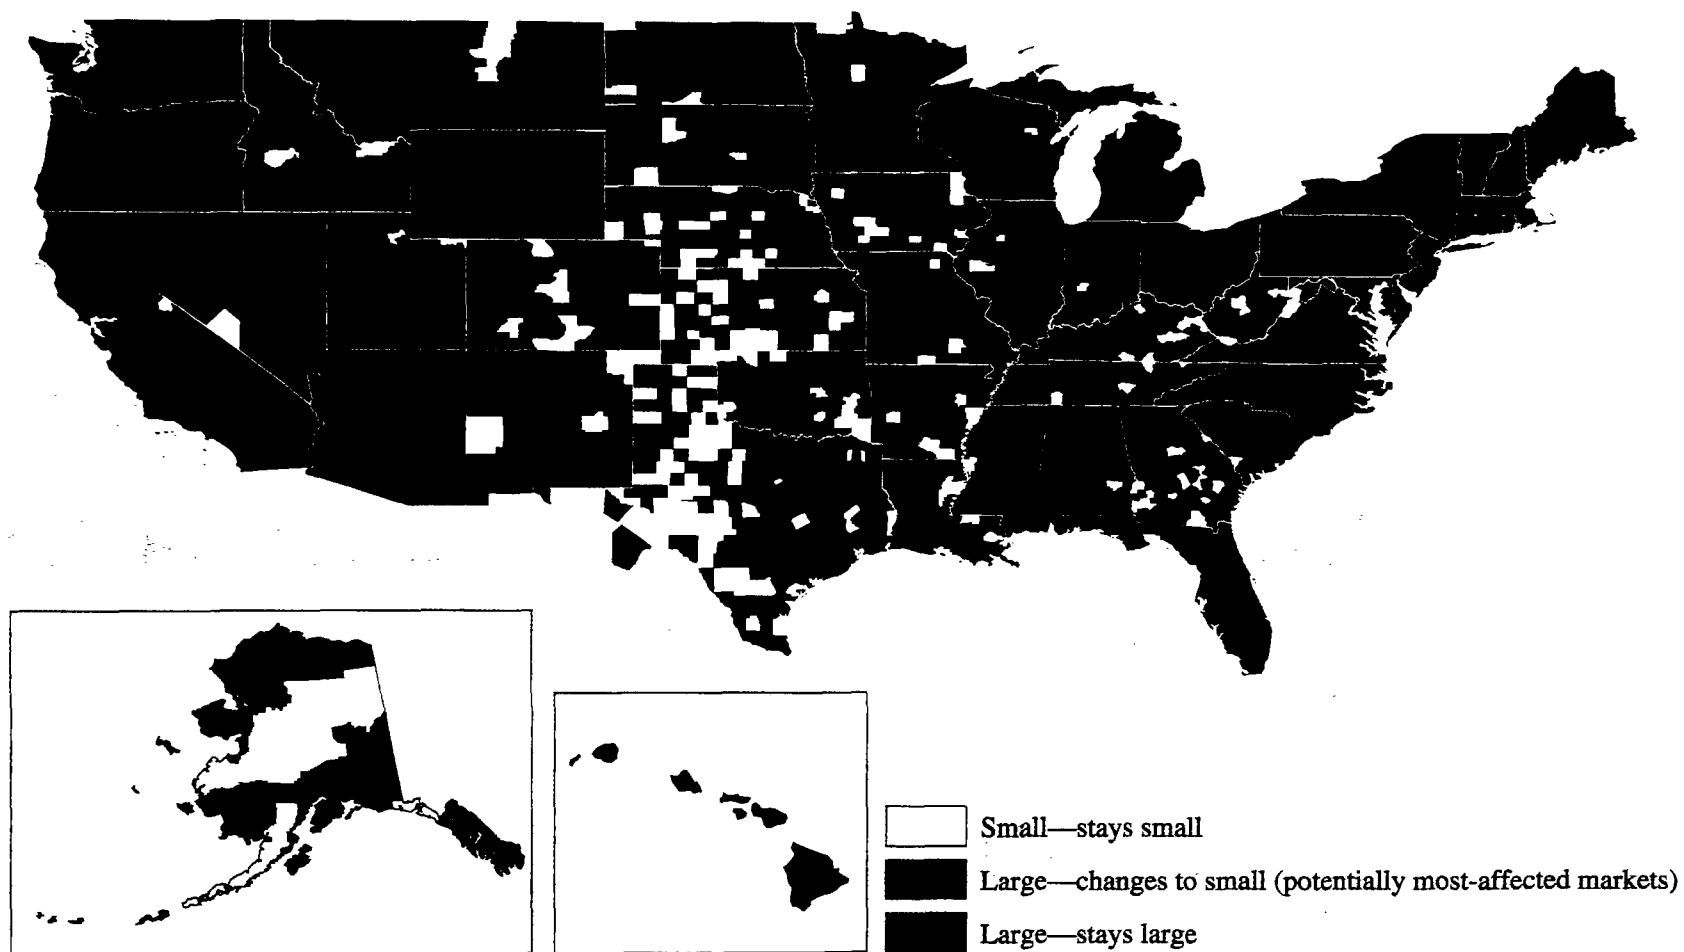 Small—stays small
Large—changes to small (potentially most-affected markets)
Large—stays large